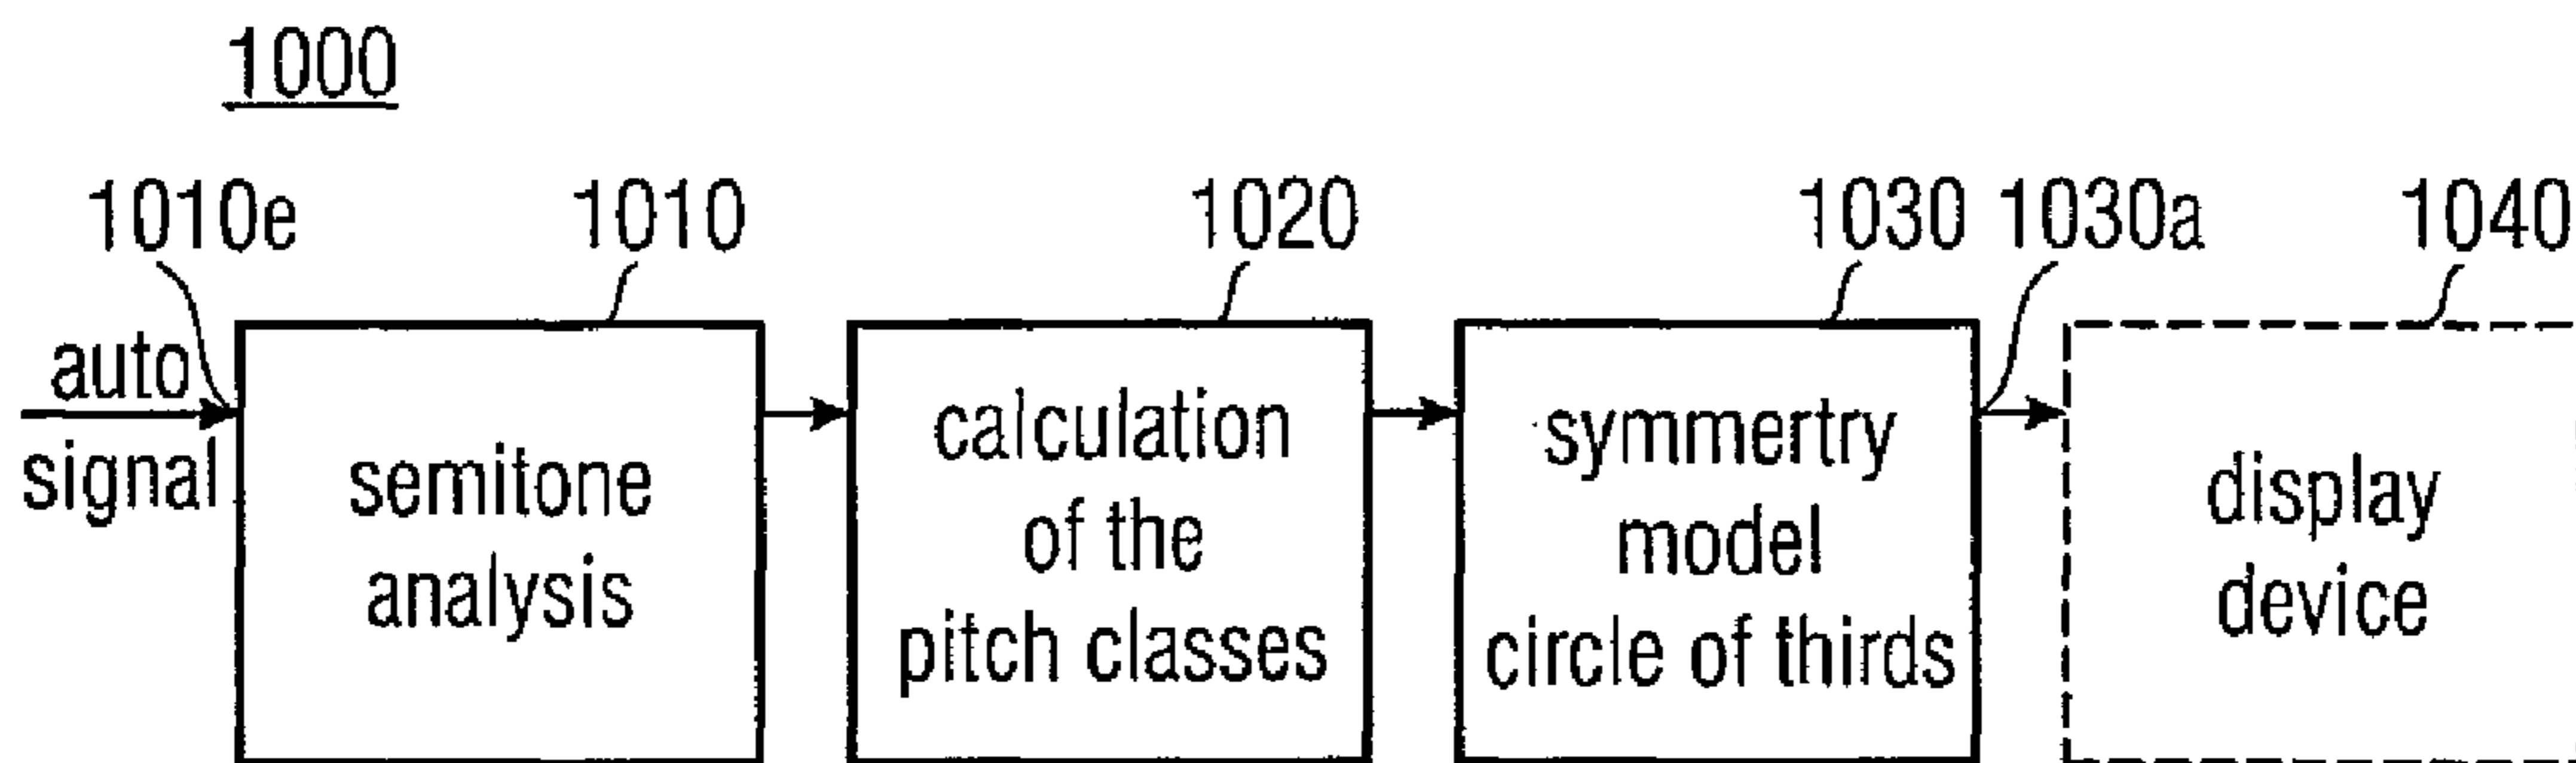 1000
1010e
1010
1020
1030
1030a
1040
auto
signal
semitone
analysis
calculation
of the
pitch classes
symmertry
model
circle of thirds
display
device